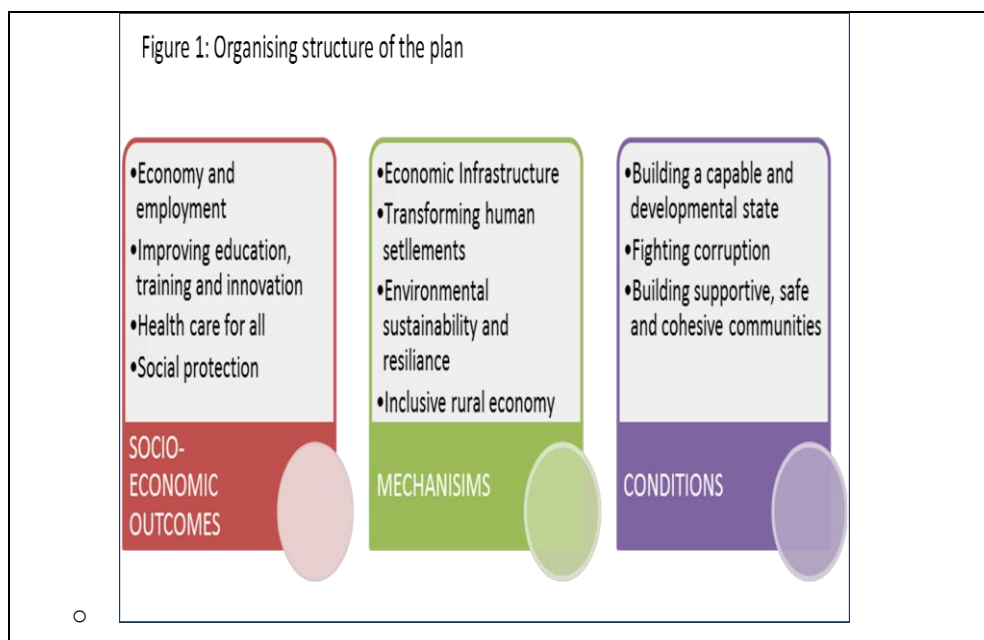 Figure 1: Organising structure of the plan
•Economy and
employment
•Improving education,
training and innovation
•Health care for all
•Social protection
SOCIO-
ECONOMIC
OUTCOMES
•Economic Infrastructure
•Transforming human
setllements
•Environmental
sustainability and
resiliance
•Inclusive rural economy
MECHANISIMS
•Building a capable and
developmental state
•Fighting corruption
•Building supportive, safe
and cohesive communities
CONDITIONS